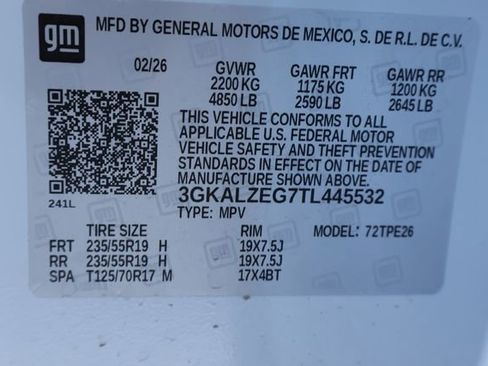 gm MFD BY GENERAL MOTORS DE MEXICO, S. DE R.L. DE C.V.
02/26 GVWR GAWR FRT GAWR RR
2200 KG 1175 KG 1200 KG
4850 LB 2590 LB 2645 LB
THIS VEHICLE CONFORMS TO ALL
APPLICABLE U.S. FEDERAL MOTOR
VEHICLE SAFETY AND THEFT PREVENTION
STANDARDS IN EFFECT ON THE DATE OF
MANUFACTURE SHOWN ABOVE.
241L 3GKALZEG7TL445532
TYPE: MPV
TIRE SIZE RIM MODEL: 72TPE26
FRT 235/55R19 H 19X7.5J
RR 235/55R19 H 19X7.5J
SPA T125/70R17 M 17X4BT